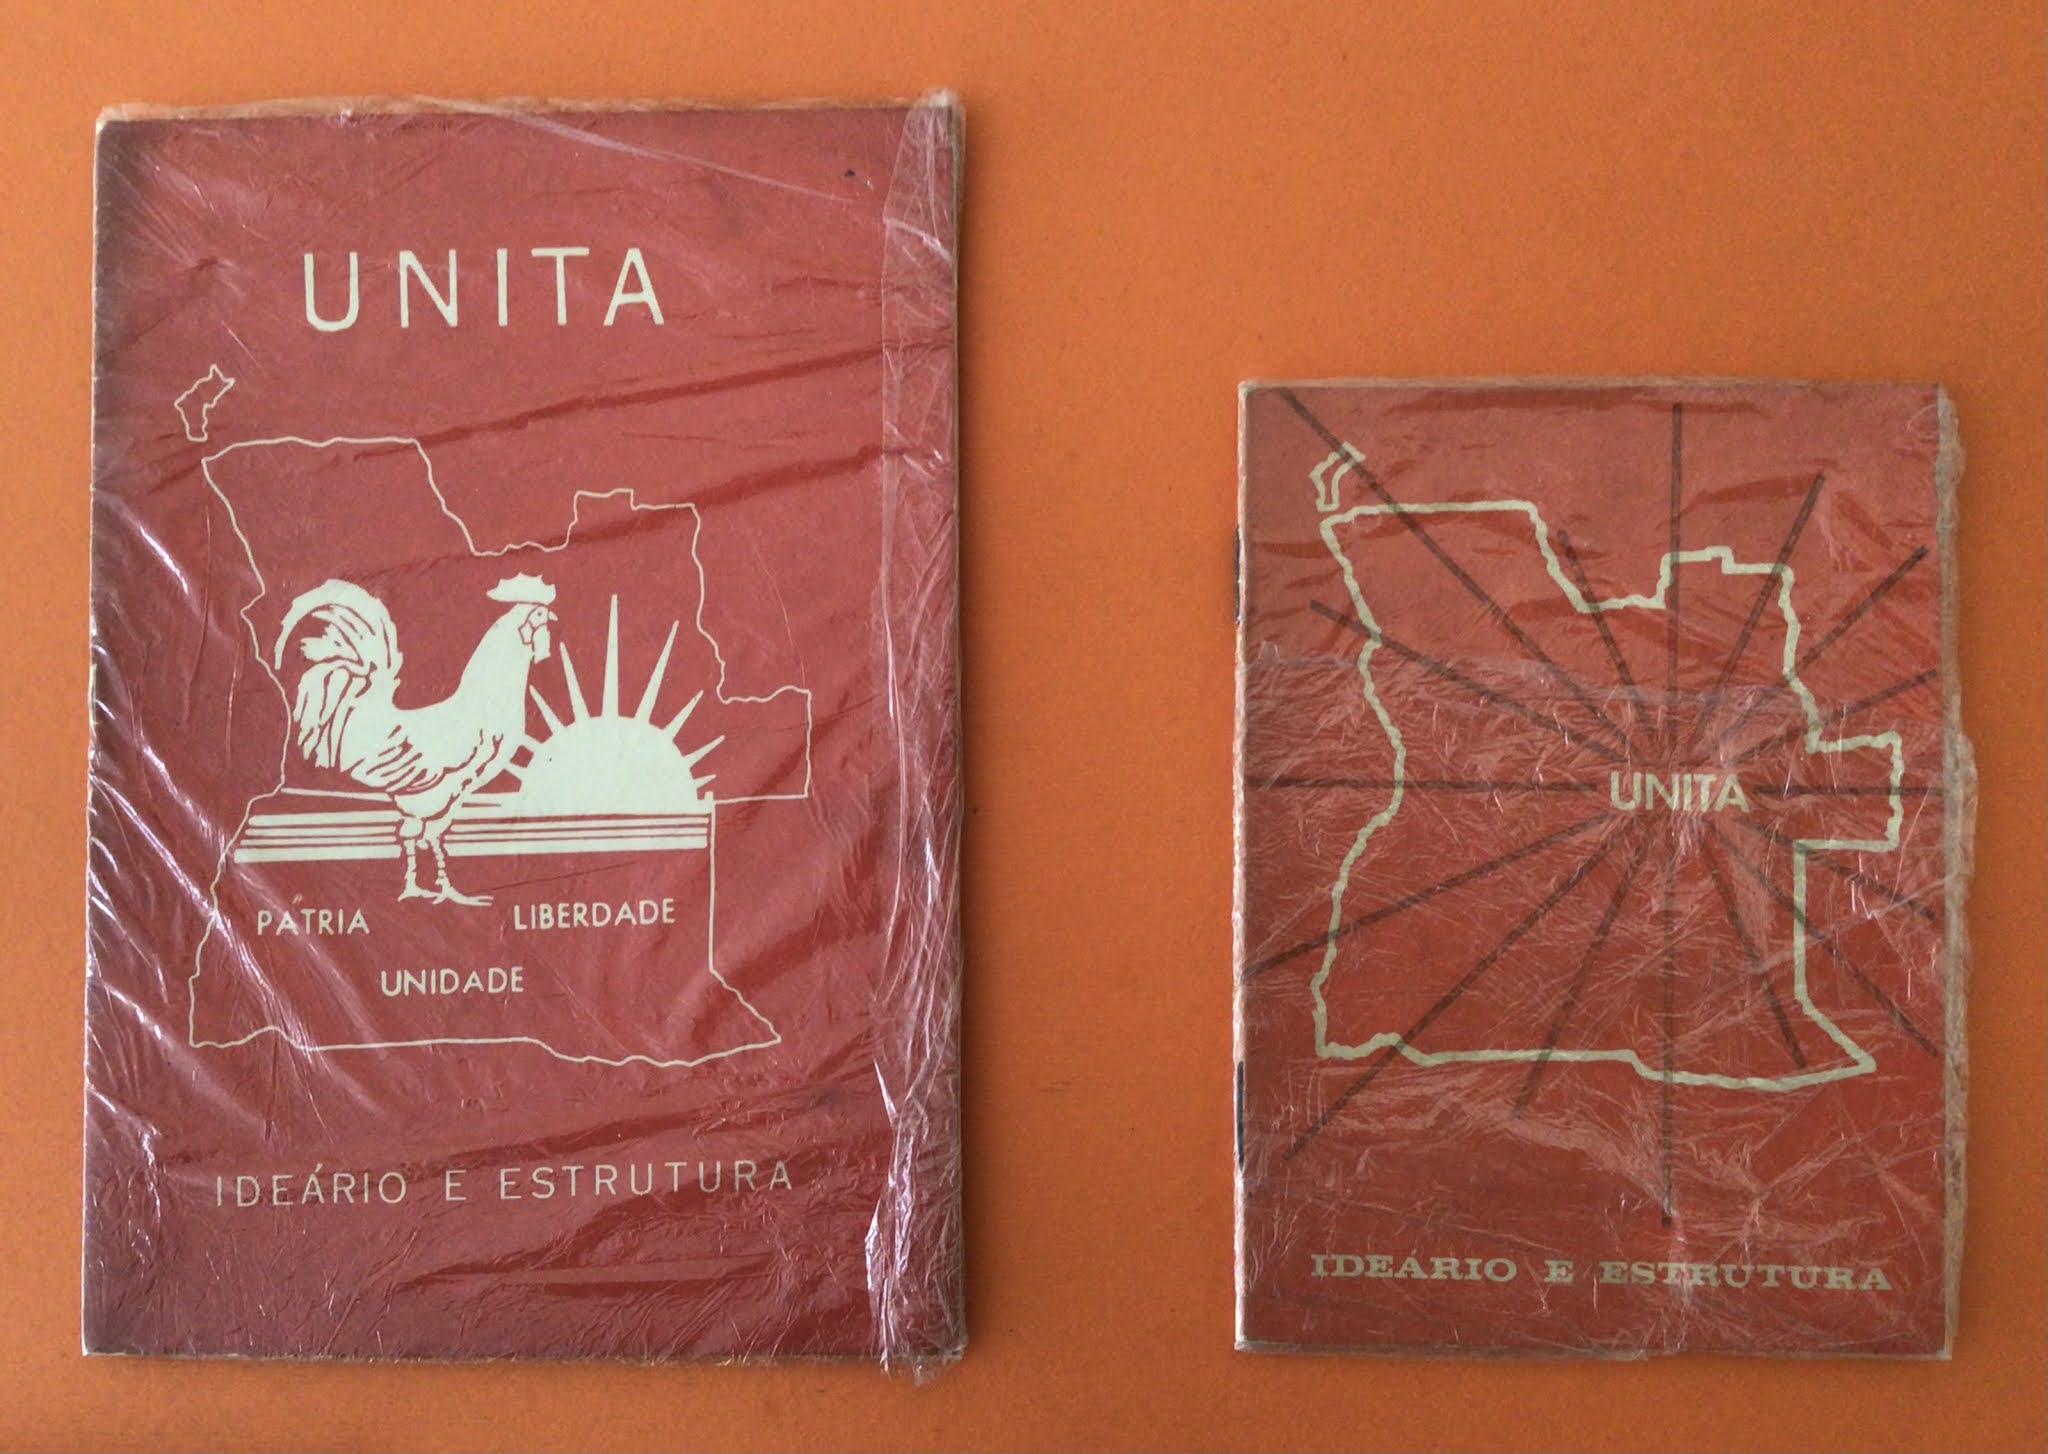 UNITA
PÁTRIA LIBERDADE
UNIDADE
IDEÁRIO E ESTRUTURA
UNITA
IDEÁRIO E ESTRUTURA